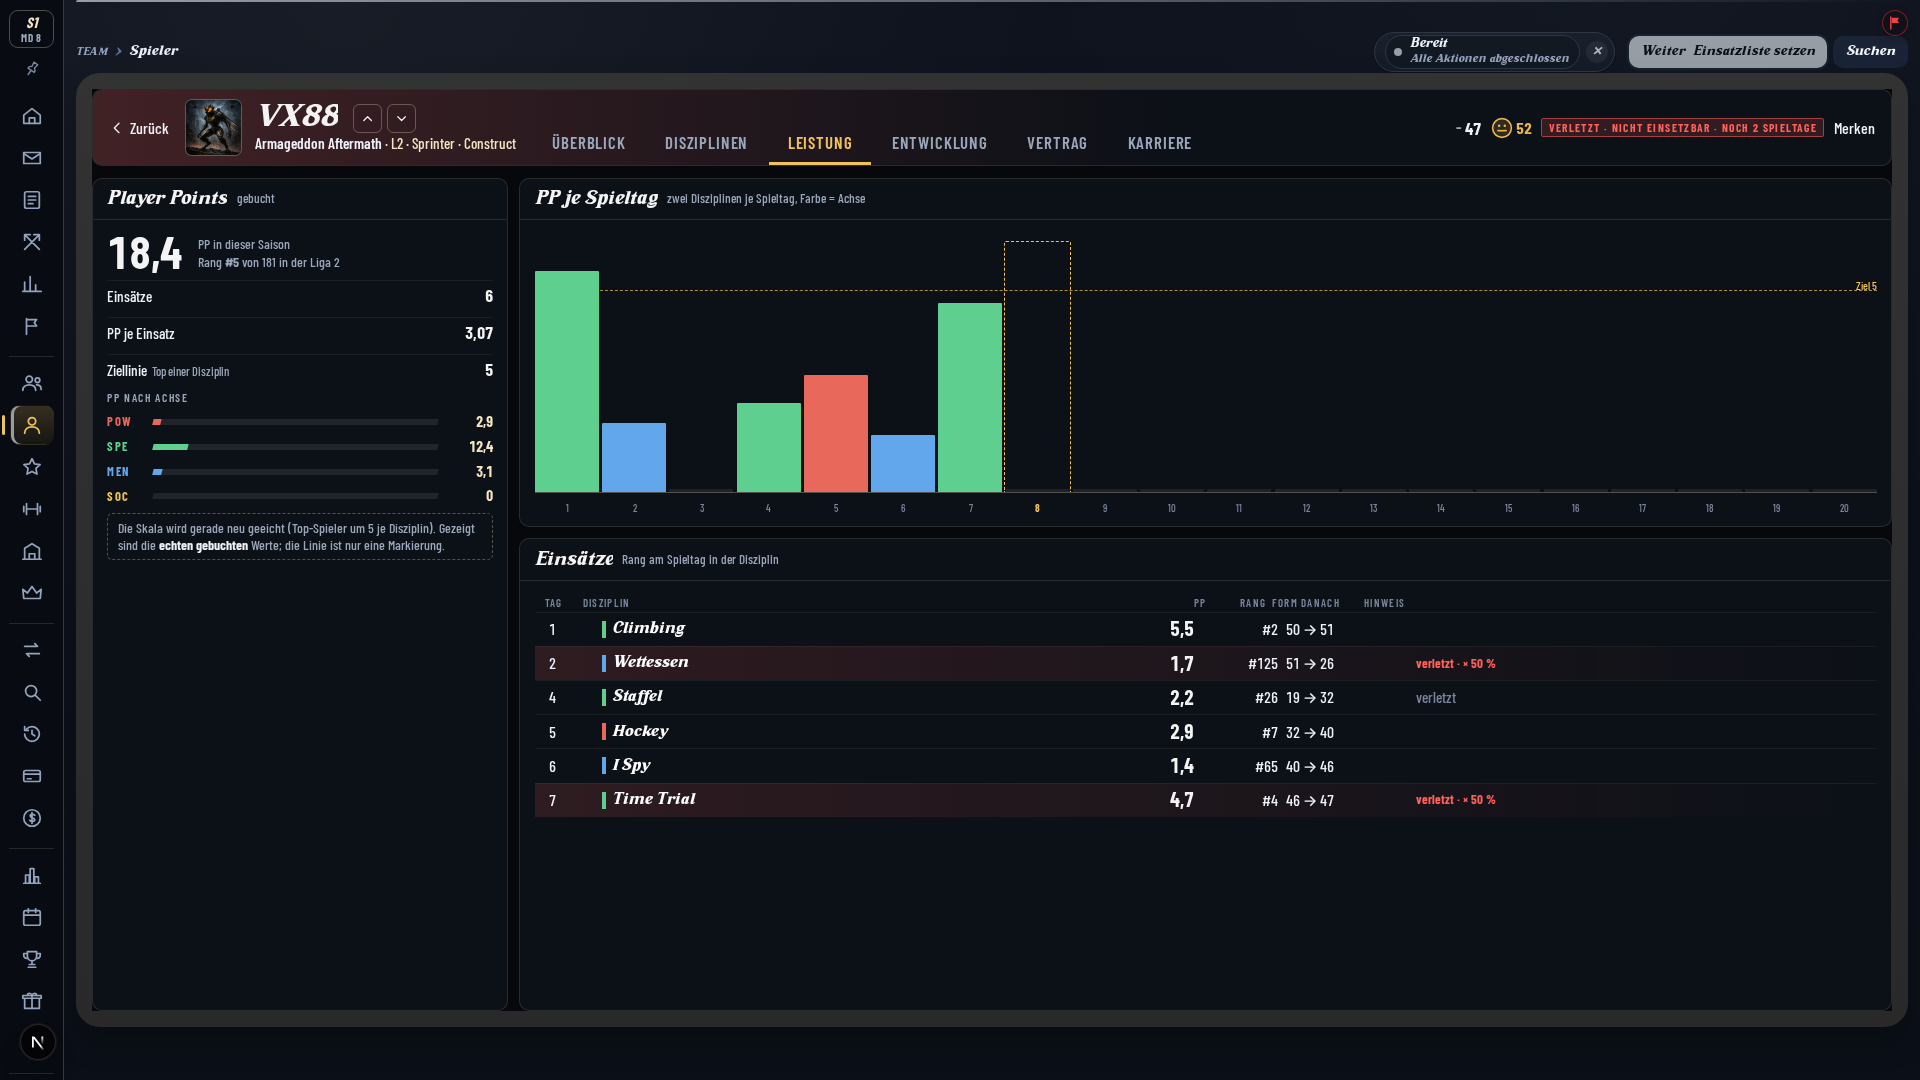 S1
MD 8
TEAM > Spieler
Bereit
Alle Aktionen abgeschlossen
Weiter Einsatzliste setzen
Suchen
Zurück
VX88
Armageddon Aftermath · L2 · Sprinter · Construct
ÜBERBLICK
DISZIPLINEN
LEISTUNG
ENTWICKLUNG
VERTRAG
KARRIERE
- 47
52
VERLETZT · NICHT EINSETZBAR · NOCH 2 SPIELTAGE
Merken
Player Points gebucht
18,4
PP in dieser Saison
Rang #5 von 181 in der Liga 2
Einsätze 6
PP je Einsatz 3,07
Ziellinie Top einer Disziplin 5
PP NACH ACHSE
POW 2,9
SPE 12,4
MEN 3,1
SOC 0
Die Skala wird gerade neu geeicht (Top-Spieler um 5 je Disziplin). Gezeigt
sind die echten gebuchten Werte; die Linie ist nur eine Markierung.
PP je Spieltag zwei Disziplinen je Spieltag, Farbe = Achse
Ziel 5
1 2 3 4 5 6 7 8 9 10 11 12 13 14 15 16 17 18 19 20
Einsätze Rang am Spieltag in der Disziplin
TAG DISZIPLIN PP RANG FORM DANACH HINWEIS
1 Climbing 5,5 #2 50 → 51
2 Wettessen 1,7 #125 51 → 26 verletzt · × 50 %
4 Staffel 2,2 #26 19 → 32 verletzt
5 Hockey 2,9 #7 32 → 40
6 I Spy 1,4 #65 40 → 46
7 Time Trial 4,7 #4 46 → 47 verletzt · × 50 %
N